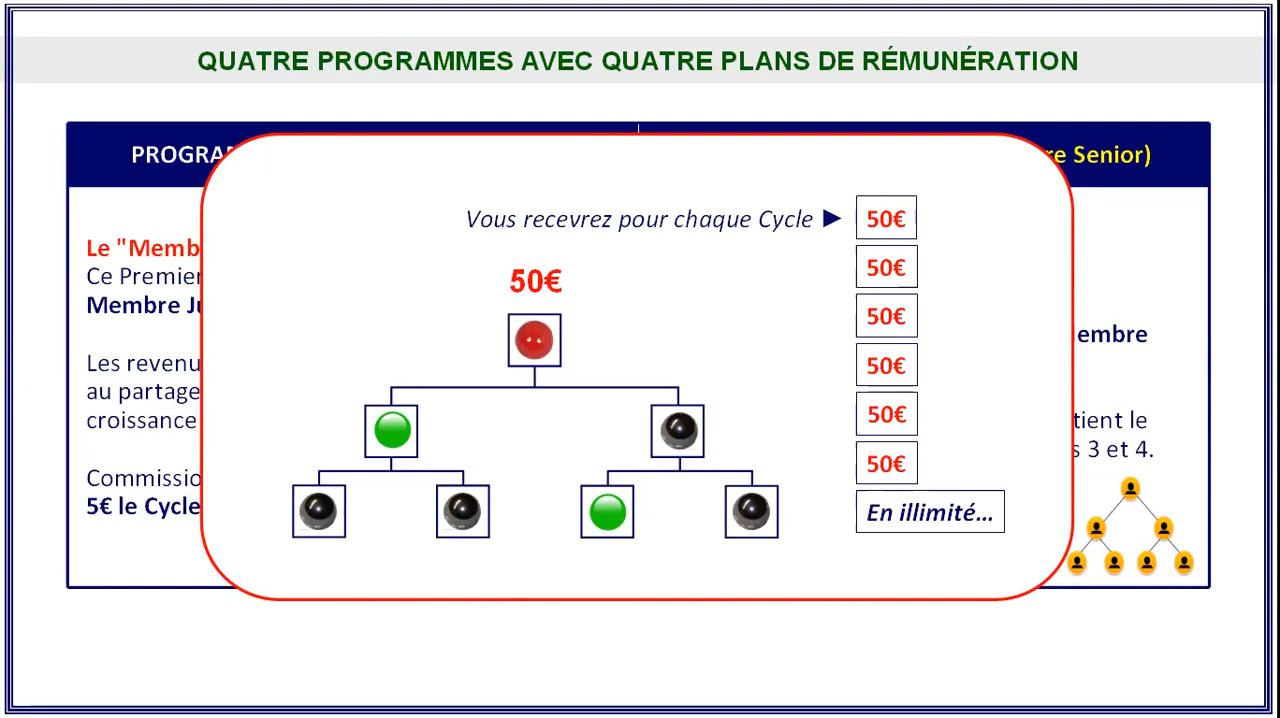 QUATRE PROGRAMMES AVEC QUATRE PLANS DE RÉMUNÉRATION
Senior)
Vous recevrez pour chaque Cycle ►
50€
50€
50€
50€
50€
50€
En illimité...
50€
Le "Memb
Ce Premier
Membre Ju
Les revenu
au partage
croissance
Commissio
5€ le Cycle
embre
tient le
s 3 et 4.